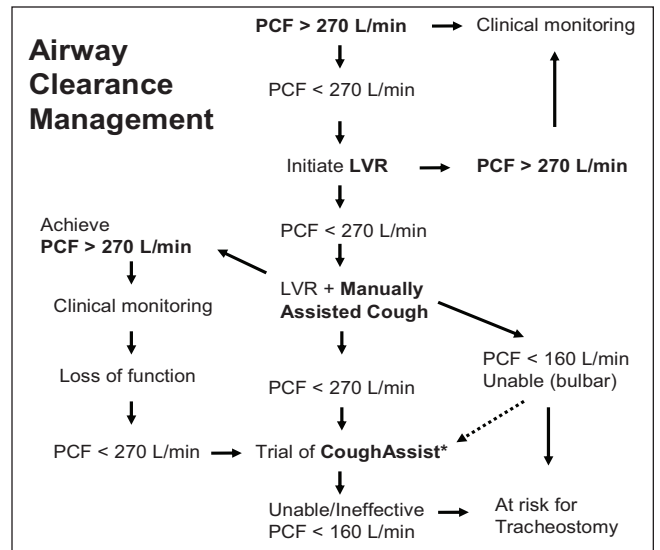 Airway
Clearance
Management
PCF > 270 L/min
Clinical monitoring
PCF < 270 L/min
Initiate LVR
PCF > 270 L/min
PCF < 270 L/min
Achieve
PCF > 270 L/min
Clinical monitoring
LVR + Manually
Assisted Cough
Loss of function
PCF < 160 L/min
Unable (bulbar)
PCF < 270 L/min
PCF < 270 L/min
Trial of CoughAssist*
Unable/Ineffective
PCF < 160 L/min
At risk for
Tracheostomy